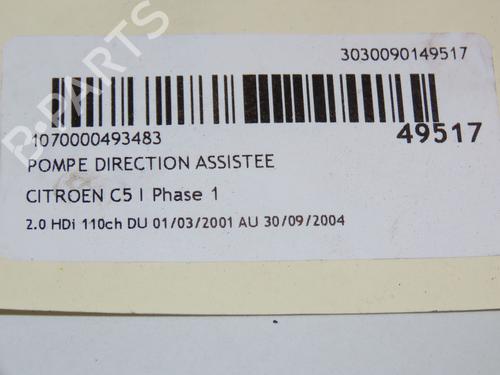 3030090149517
1070000493483
49517
POMPE DIRECTION ASSISTEE
CITROEN C5 I Phase 1
2.0 HDi 110ch DU 01/03/2001 AU 30/09/2004
B-PARTS